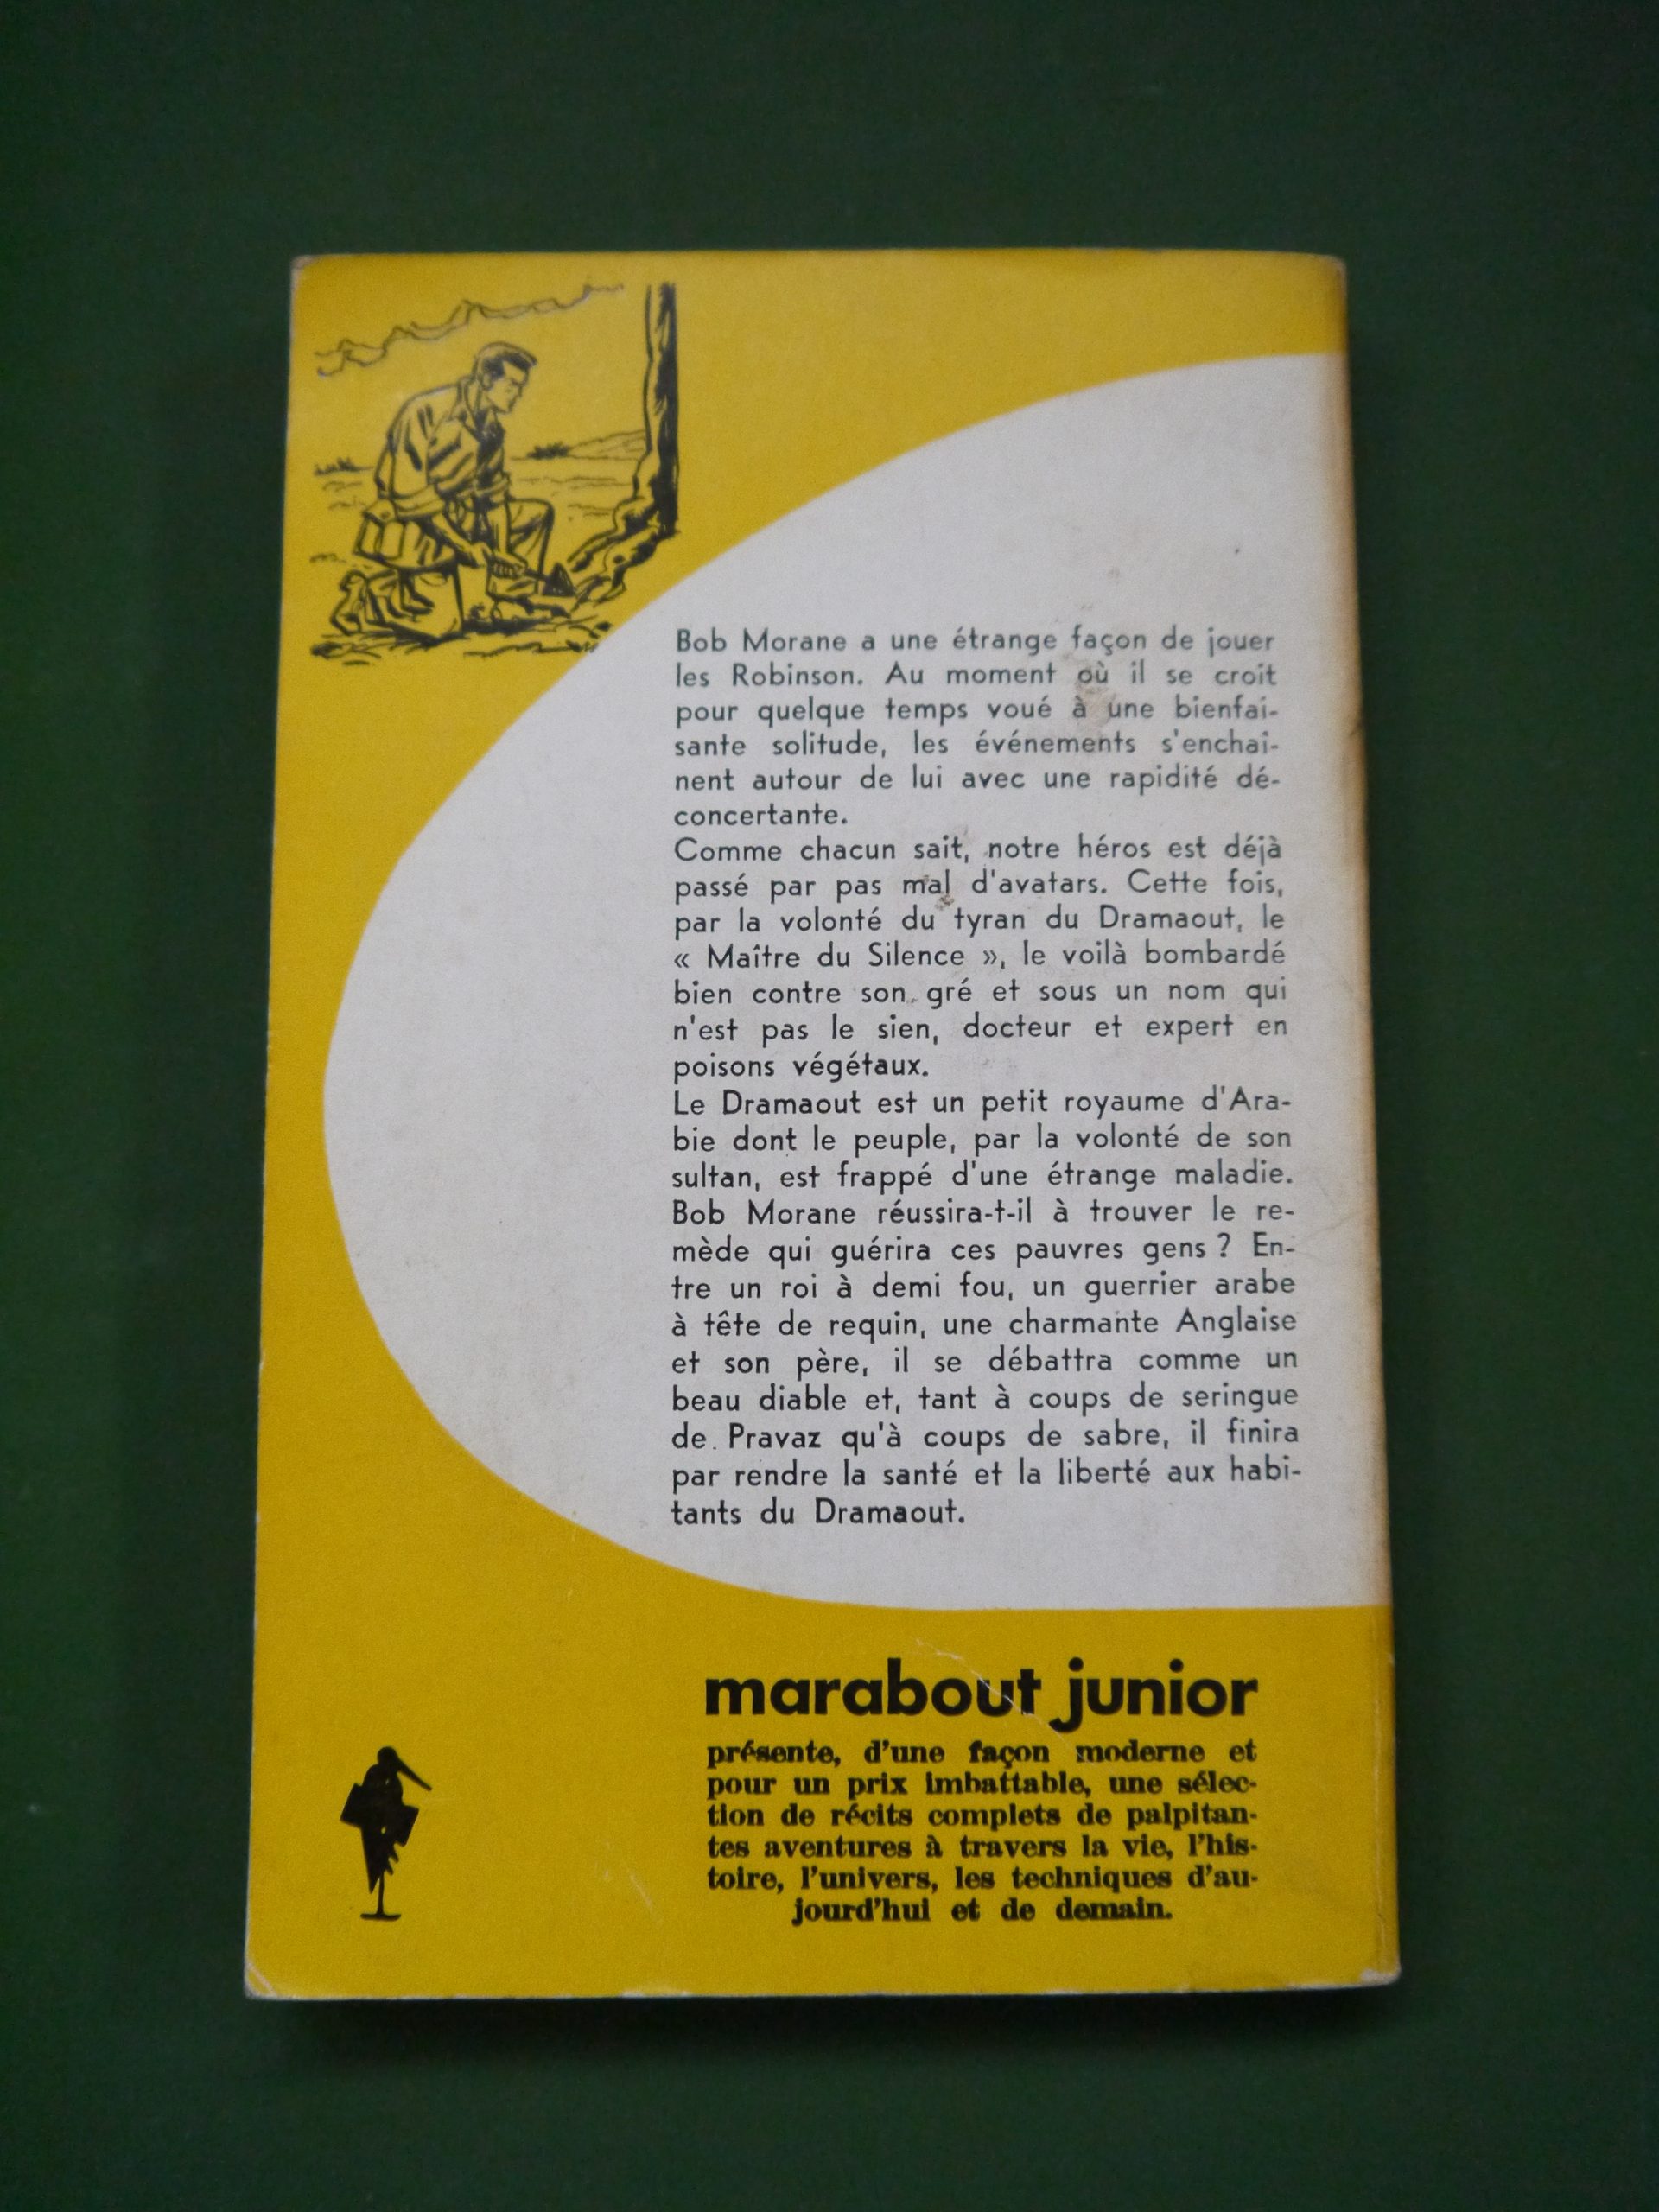 Bob Morane a une étrange façon de jouer
les Robinson. Au moment où il se croit
pour quelque temps voué à une bienfai-
sante solitude, les événements s'enchaî-
nent autour de lui avec une rapidité dé-
concertante.
Comme chacun sait, notre héros est déjà
passé par pas mal d'avatars. Cette fois,
par la volonté du tyran du Dramaout, le
« Maître du Silence », le voilà bombardé
bien contre son gré et sous un nom qui
n'est pas le sien, docteur et expert en
poisons végétaux.
Le Dramaout est un petit royaume d'Ara-
bie dont le peuple, par la volonté de son
sultan, est frappé d'une étrange maladie.
Bob Morane réussira-t-il à trouver le re-
mède qui guérira ces pauvres gens ? En-
tre un roi à demi fou, un guerrier arabe
à tête de requin, une charmante Anglaise
et son père, il se débattra comme un
beau diable et, tant à coups de seringue
de Pravaz qu'à coups de sabre, il finira
par rendre la santé et la liberté aux habi-
tants du Dramaout.
marabout junior
présente, d'une façon moderne et
pour un prix imbattable, une sélec-
tion de récits complets de palpitan-
tes aventures à travers la vie, l'his-
toire, l'univers, les techniques d'au-
jourd'hui et de demain.